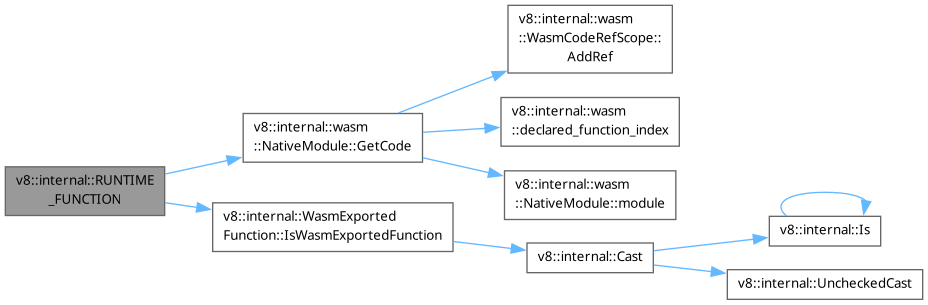 v8::internal::RUNTIME
_FUNCTION
v8::internal::wasm
::NativeModule::GetCode
v8::internal::WasmExported
Function::IsWasmExportedFunction
v8::internal::wasm
::WasmCodeRefScope::
AddRef
v8::internal::wasm
::declared_function_index
v8::internal::wasm
::NativeModule::module
v8::internal::Cast
v8::internal::Is
v8::internal::UncheckedCast